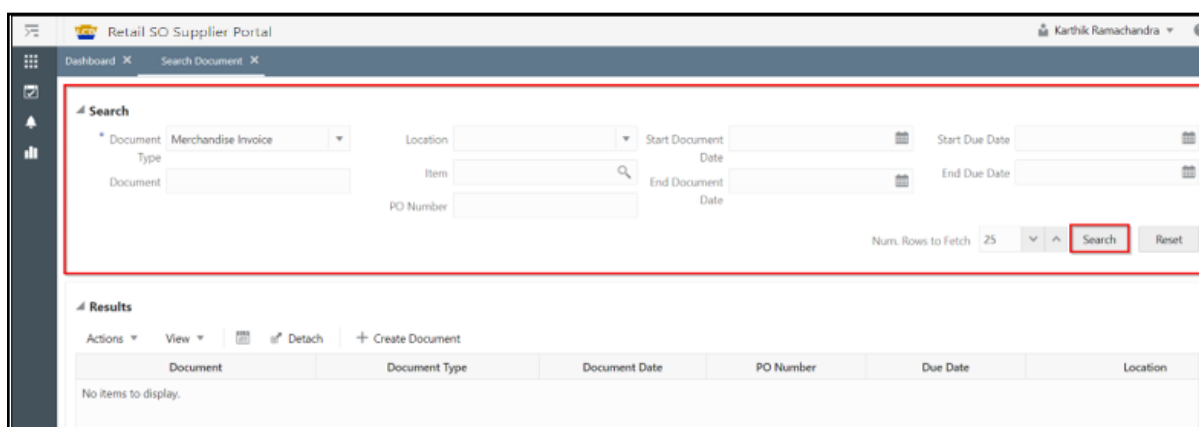 Retail SO Supplier Portal
Karthik Ramachandra
Dashboard X Search Document X
Search
* Document Type Merchandise Invoice
Document
Location
Item
PO Number
Start Document Date
End Document Date
Start Due Date
End Due Date
Num. Rows to Fetch 25 Search Reset
Results
Actions View Detach + Create Document
Document Document Type Document Date PO Number Due Date Location
No items to display.